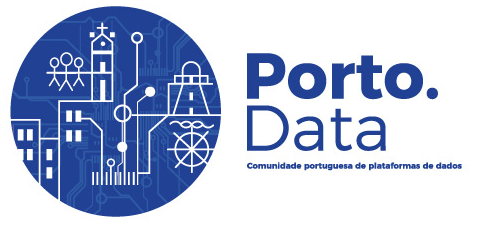 Porto.
Data
Comunidade portuguesa de plataformas de dados